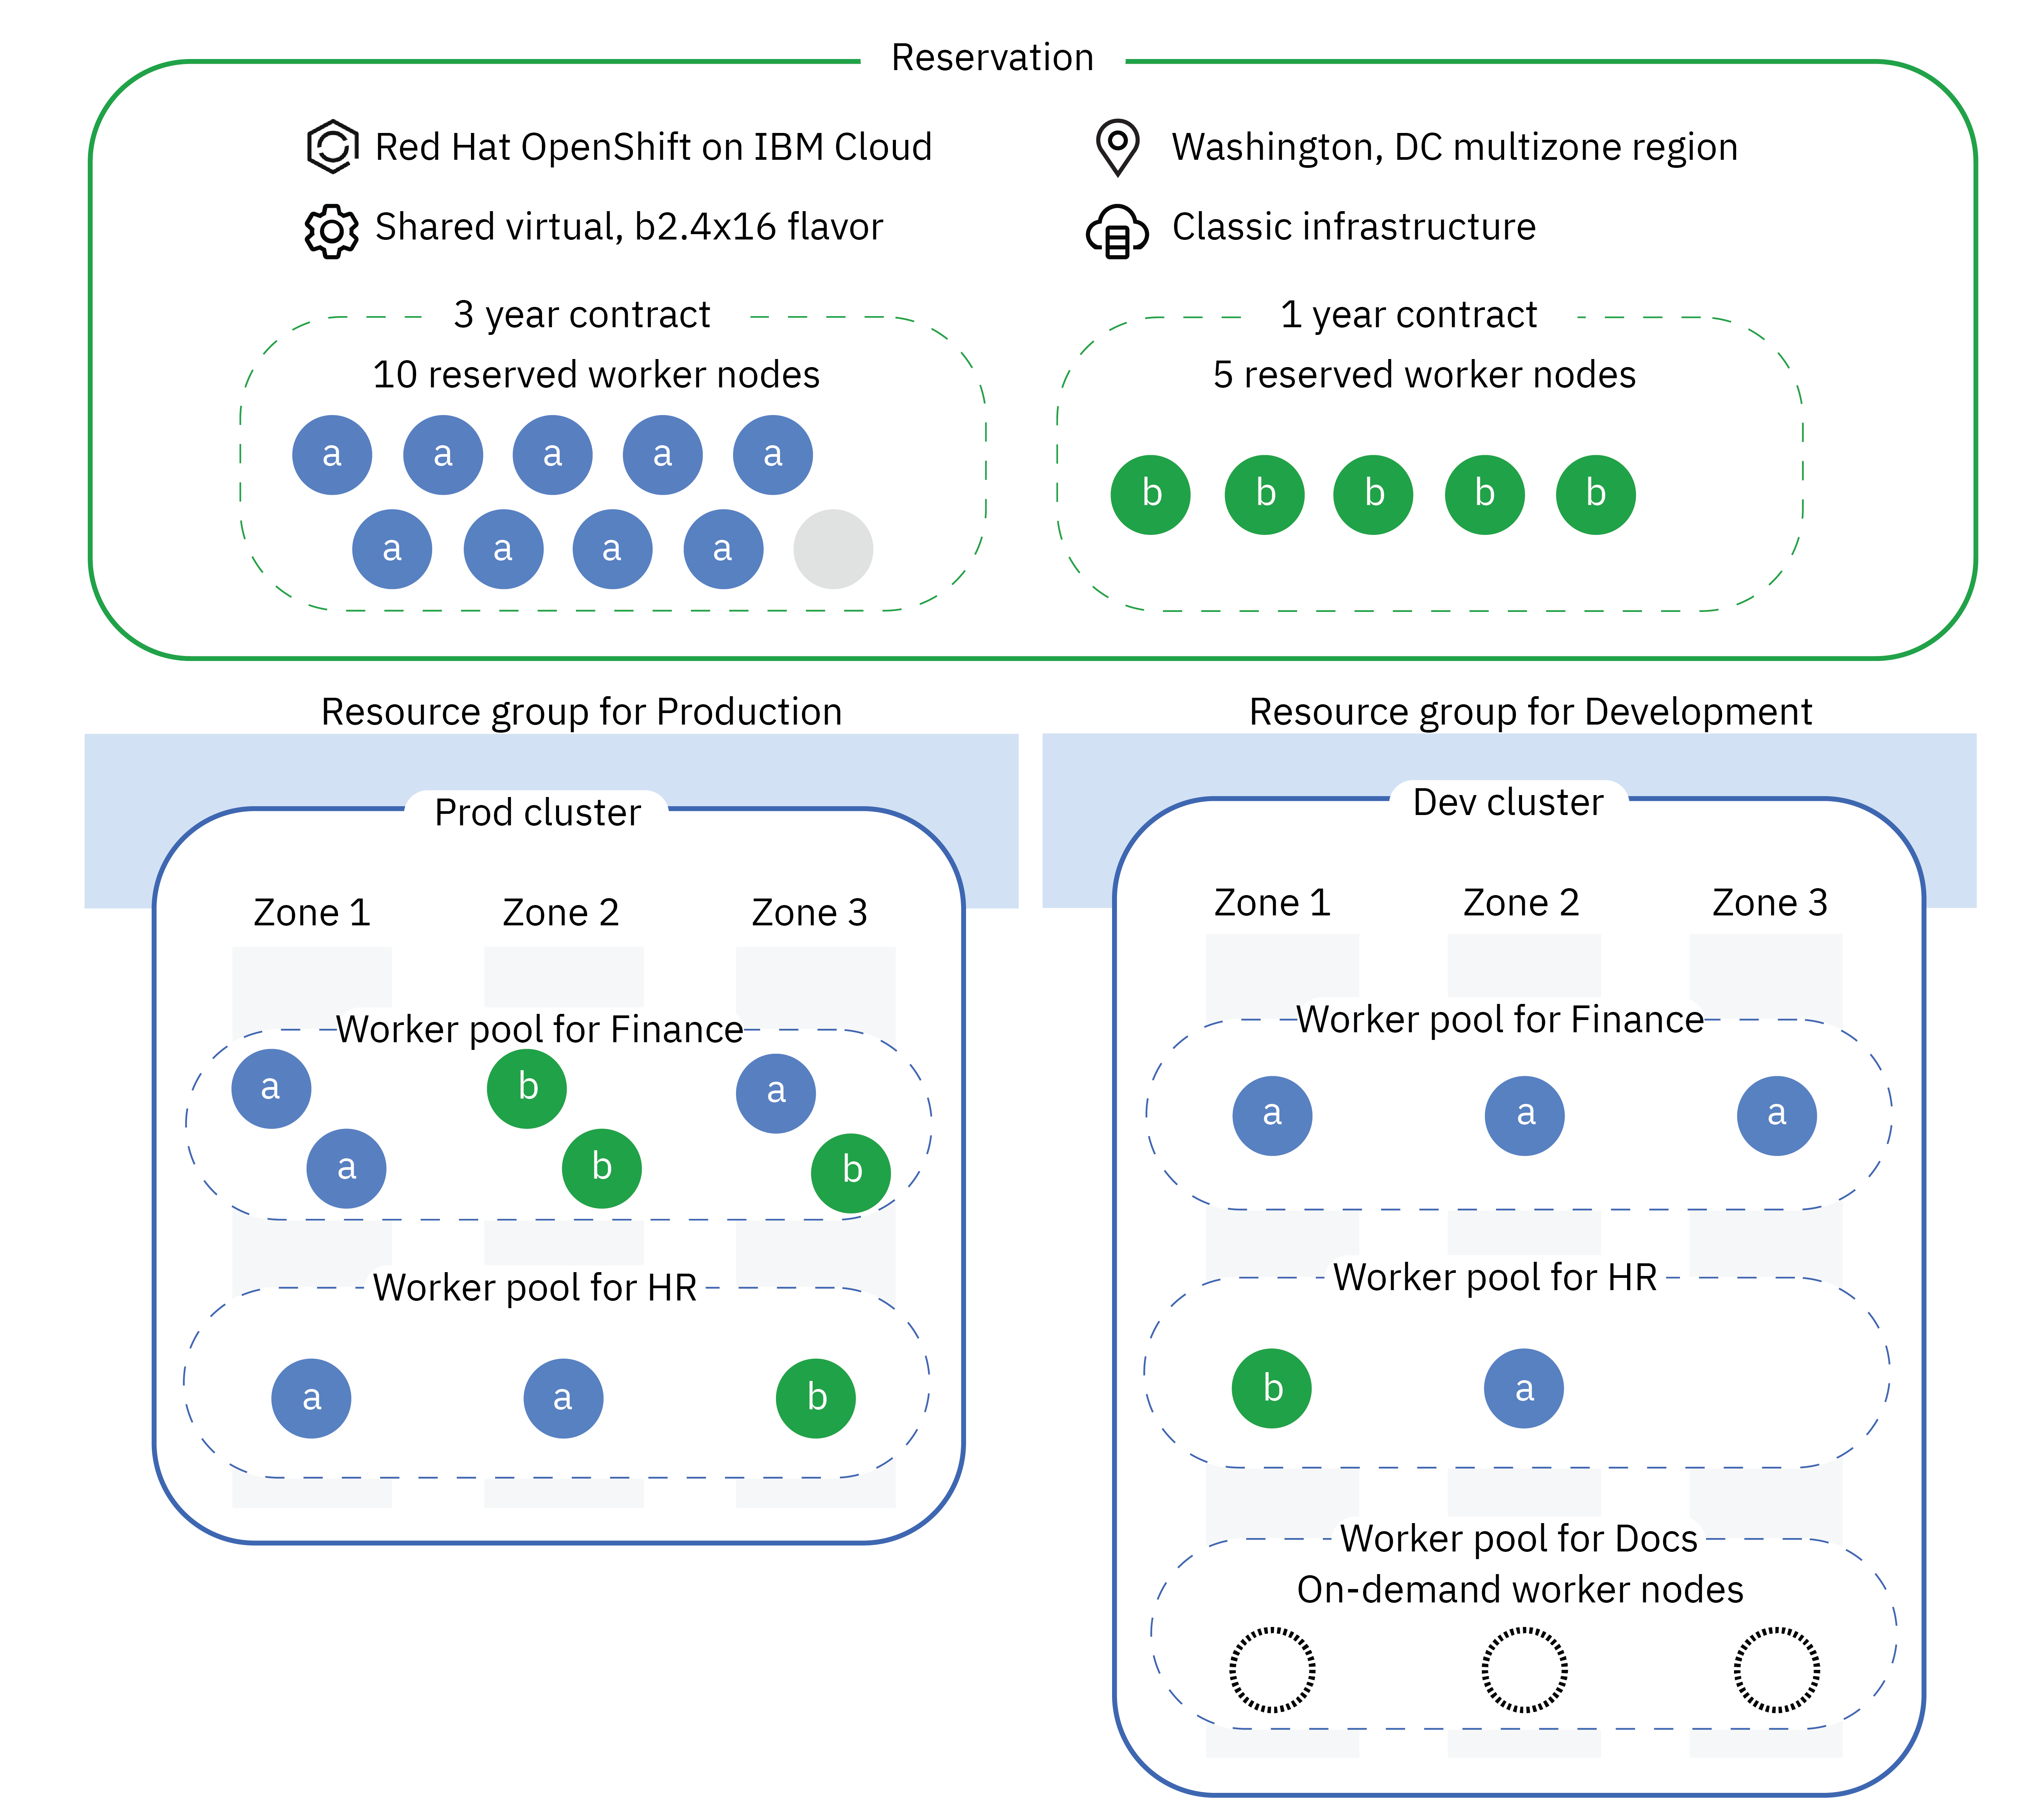 Reservation
Red Hat OpenShift on IBM Cloud
Washington, DC multizone region
Shared virtual, b2.4x16 flavor
Classic infrastructure
3 year contract
10 reserved worker nodes
a a a a a
a a a a
1 year contract
5 reserved worker nodes
b b b b b
Resource group for Production
Prod cluster
Zone 1 Zone 2 Zone 3
Worker pool for Finance
a b a
a b b
Worker pool for HR
a a b
Resource group for Development
Dev cluster
Zone 1 Zone 2 Zone 3
Worker pool for Finance
a a a
Worker pool for HR
b a
Worker pool for Docs
On-demand worker nodes